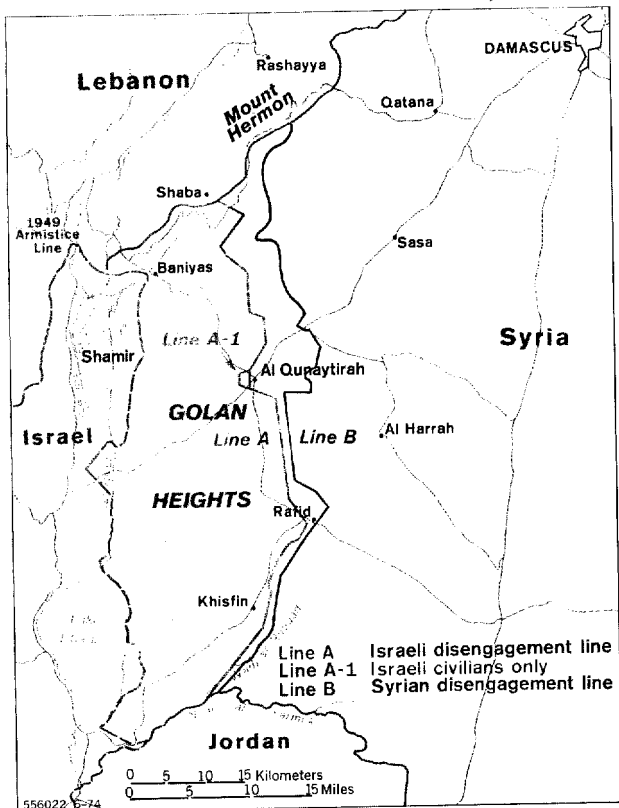 DAMASCUS
Lebanon
Rashayya
Mount
Hermon
Qatana
Shaba
1949
Armistice
Line
Sasa
Baniyas
Shamir
Line A-1
Syria
Al Qunaytirah
GOLAN
Israel
Line A
Line B
Al Harrah
HEIGHTS
Rafid
Khisfin
Line A Israeli disengagement line
Line A-1 Israeli civilians only
Line B Syrian disengagement line
Jordan
0 5 10 15 Kilometers
0 5 10 15 Miles
556022 6-74